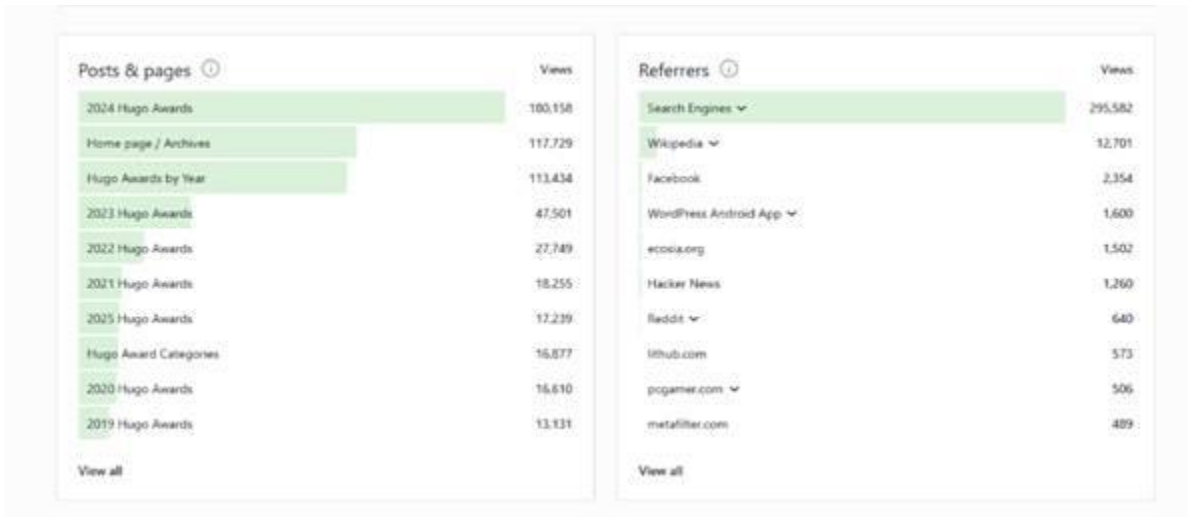 Posts & pages Views
2024 Hugo Awards 180,158
Home page / Archives 117,729
Hugo Awards by Year 113,434
2023 Hugo Awards 47,501
2022 Hugo Awards 27,749
2021 Hugo Awards 18,255
2025 Hugo Awards 17,239
Hugo Award Categories 16,877
2020 Hugo Awards 16,610
2019 Hugo Awards 13,131
View all
Referrers Views
Search Engines 295,582
Wikipedia 12,701
Facebook 2,354
WordPress Android App 1,600
ecosia.org 1,502
Hacker News 1,260
Reddit 640
lithub.com 573
pcgamer.com 506
metafilter.com 489
View all